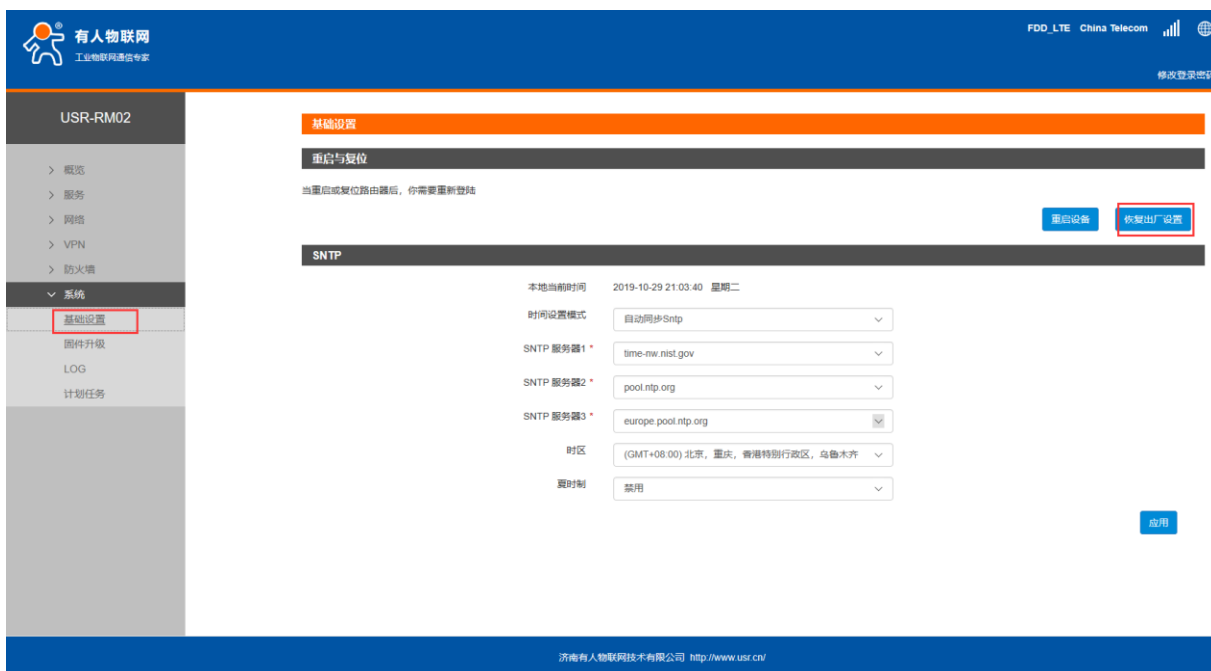 有人物联网
工业物联网通信专家
FDD_LTE China Telecom
修改登录密码
USR-RM02
概览
服务
网络
VPN
防火墙
系统
基础设置
固件升级
LOG
计划任务
基础设置
重启与复位
当重启或复位路由器后，你需要重新登陆
重启设备 恢复出厂设置
SNTP
本地当前时间 2019-10-29 21:03:40 星期二
时间设置模式 自动同步Sntp
SNTP 服务器1 * time-nw.nist.gov
SNTP 服务器2 * pool.ntp.org
SNTP 服务器3 * europe.pool.ntp.org
时区 (GMT+08:00) 北京，重庆，香港特别行政区，乌鲁木齐
夏时制 禁用
应用
济南有人物联网技术有限公司 http://www.usr.cn/